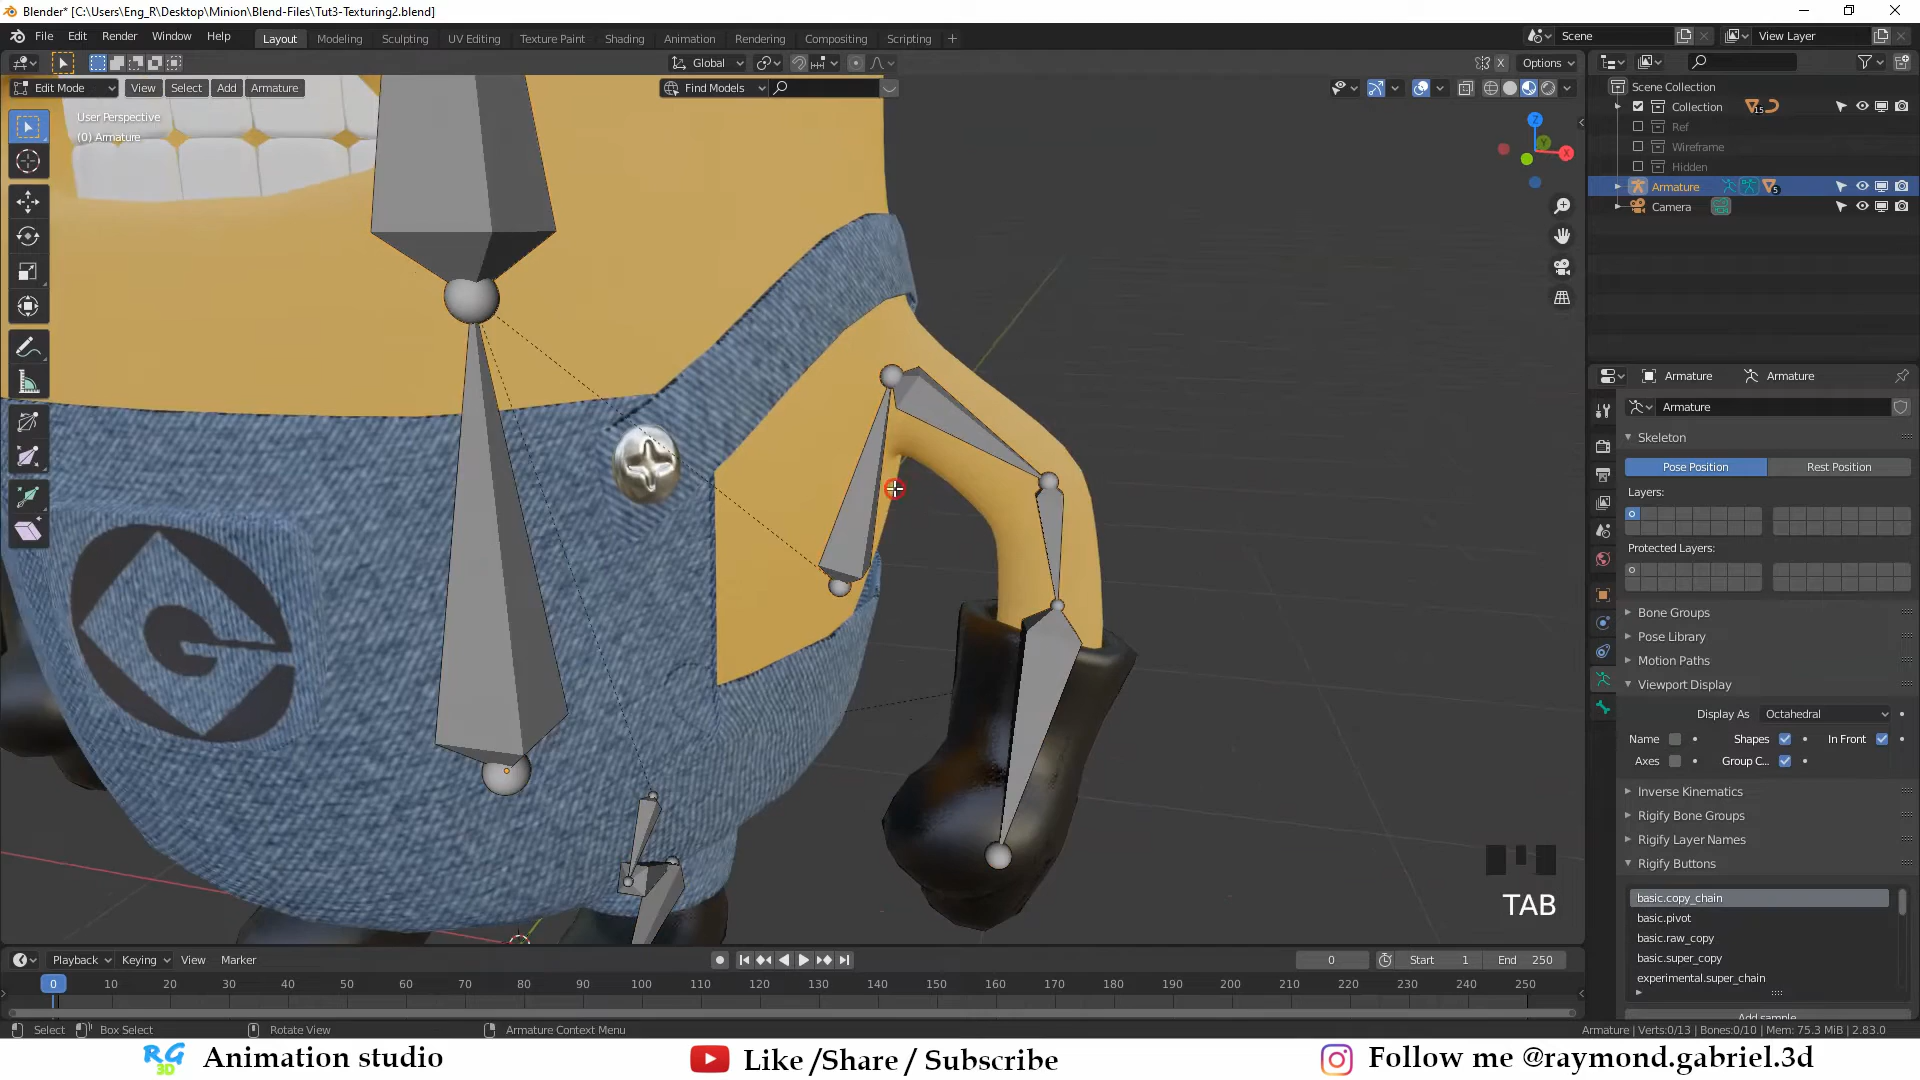 Blender* [C:\Users\Eng_R\Desktop\Minion\Blend-Files\Tut3-Texturing2.blend]
File Edit Render Window Help Layout Modeling Sculpting UV Editing Texture Paint Shading Animation Rendering Compositing Scripting + Scene View Layer
Global X Options
Edit Mode View Select Add Armature Find Models
User Perspective
(0) Armature
Z
Y
X
Scene Collection
Collection 15
Ref
Wireframe
Hidden
Armature 5
Camera
Armature Armature
Armature
Skeleton
Pose Position Rest Position
Layers:
Protected Layers:
Bone Groups
Pose Library
Motion Paths
Viewport Display
Display As Octahedral
Name Shapes In Front
Axes Group C...
Inverse Kinematics
Rigify Bone Groups
Rigify Layer Names
Rigify Buttons
basic.copy_chain
basic.pivot
basic.raw_copy
basic.super_copy
experimental.super_chain
Add sample
TAB
Playback Keying View Marker 0 Start 1 End 250
0 10 20 30 40 50 60 70 80 90 100 110 120 130 140 150 160 170 180 190 200 210 220 230 240 250
Select Box Select Rotate View Armature Context Menu Armature | Verts:0/13 | Bones:0/10 | Mem: 75.3 MiB | 2.83.0
RG
3D
Animation studio Like /Share / Subscribe Follow me @raymond.gabriel.3d